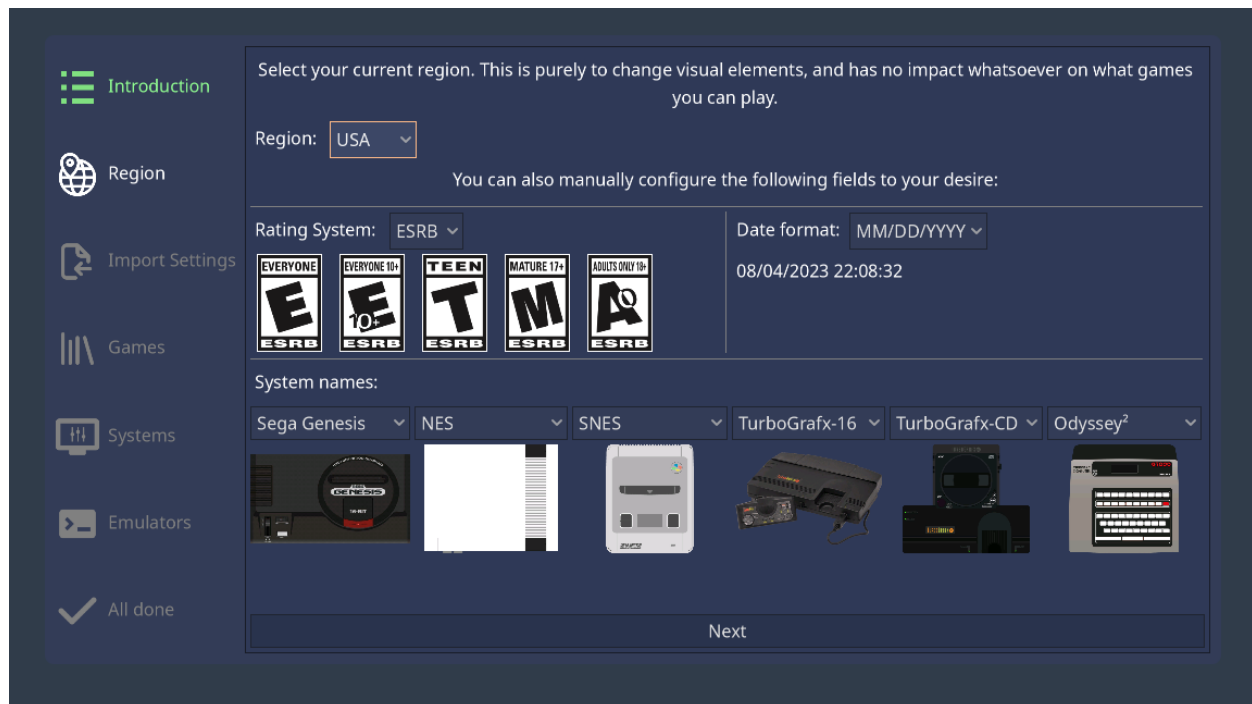 Introduction
Region
Import Settings
Games
Systems
Emulators
All done
Select your current region. This is purely to change visual elements, and has no impact whatsoever on what games
you can play.
Region: USA
You can also manually configure the following fields to your desire:
Rating System: ESRB
EVERYONE EVERYONE 10+ TEEN MATURE 17+ ADULTS ONLY 18+
E E 10+ T M AO
ESRB ESRB ESRB ESRB ESRB
Date format: MM/DD/YYYY
08/04/2023 22:08:32
System names:
Sega Genesis NES SNES TurboGrafx-16 TurboGrafx-CD Odyssey²
GENESIS
16-BIT
Next